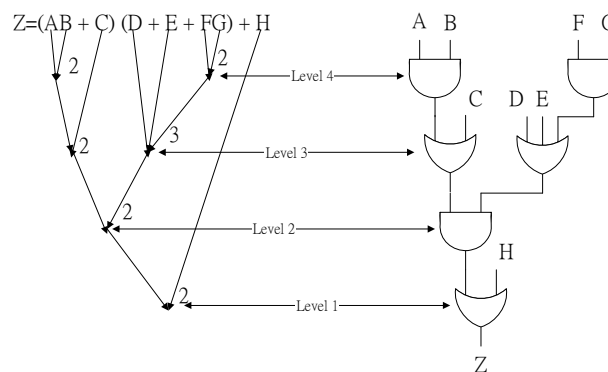 Z=(AB + C) (D + E + FG) + H
A B F
2 2 Level 4
C D E
2 3 Level 3
2 Level 2
H
2 Level 1
Z